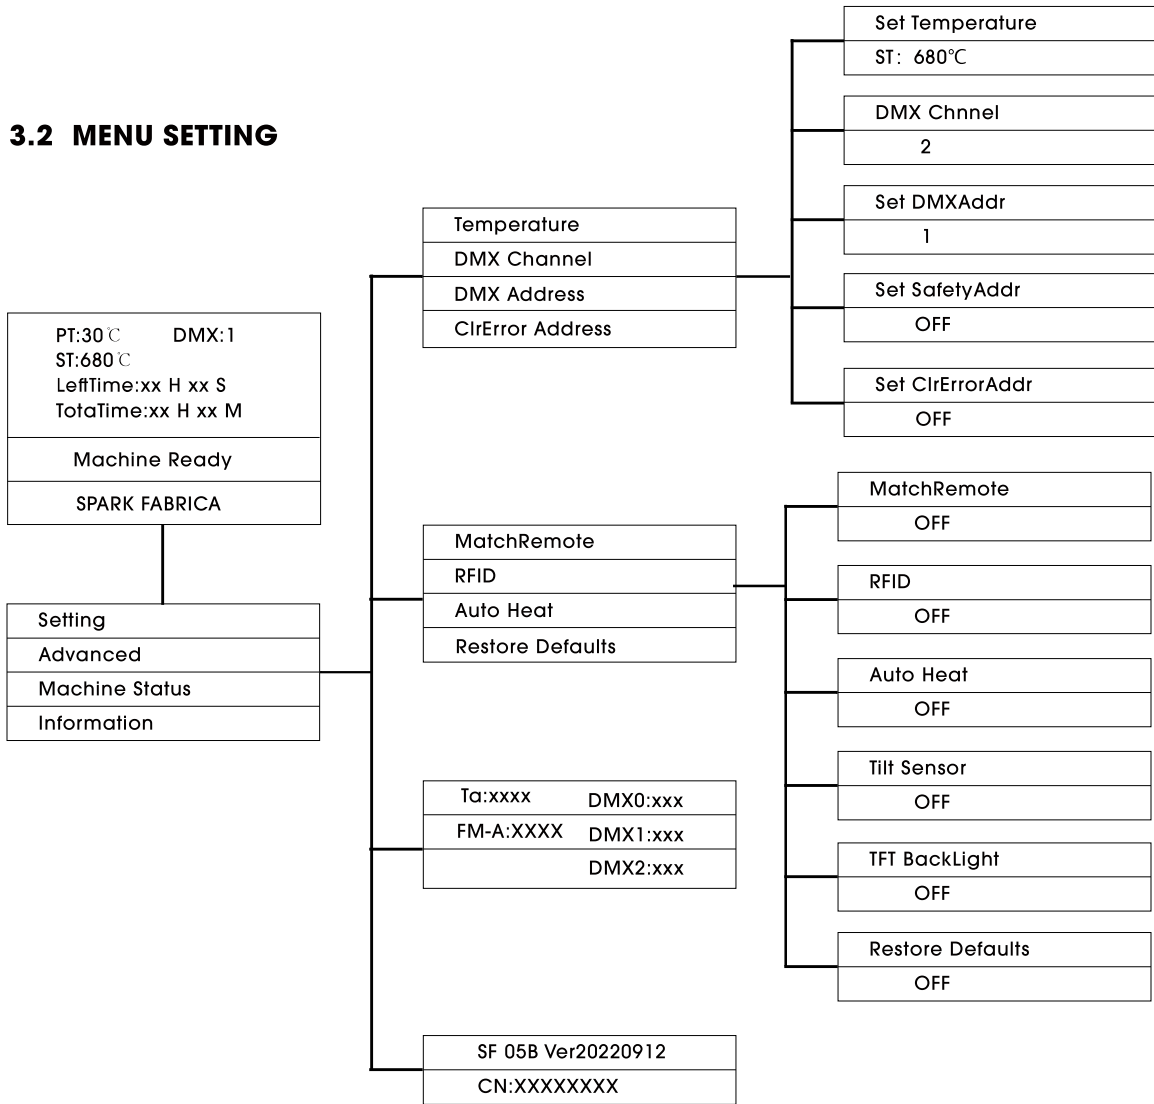 3.2 MENU SETTING
PT:30℃ DMX:1
ST:680℃
LeftTime:xx H xx S
TotaTime:xx H xx M
Machine Ready
SPARK FABRICA
Setting
Advanced
Machine Status
Information
Temperature
DMX Channel
DMX Address
ClrError Address
MatchRemote
RFID
Auto Heat
Restore Defaults
Ta:xxxx DMX0:xxx
FM-A:XXXX DMX1:xxx
DMX2:xxx
SF 05B Ver20220912
CN:XXXXXXXX
Set Temperature
ST: 680℃
DMX Chnnel
2
Set DMXAddr
1
Set SafetyAddr
OFF
Set ClrErrorAddr
OFF
MatchRemote
OFF
RFID
OFF
Auto Heat
OFF
Tilt Sensor
OFF
TFT BackLight
OFF
Restore Defaults
OFF